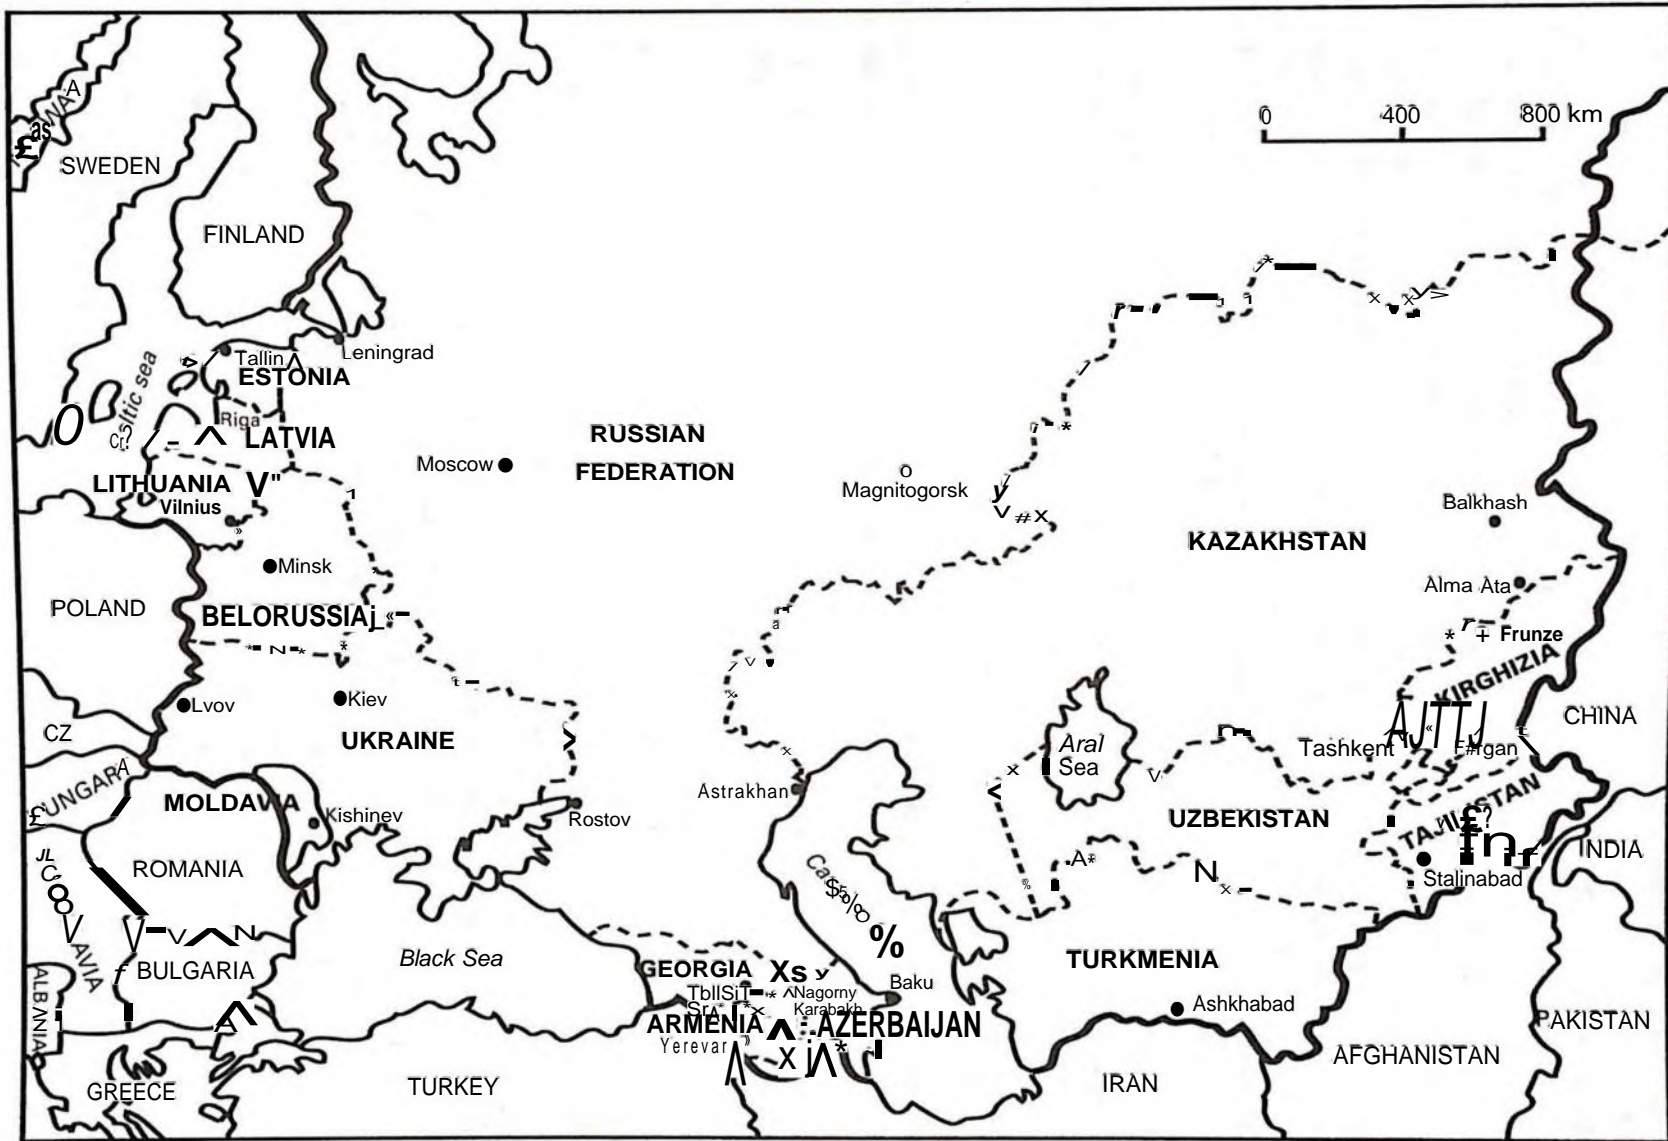 0 400 800 km
SWEDEN
FINLAND
Leningrad
Tallin
ESTONIA
Riga
LATVIA
RUSSIAN
FEDERATION
Moscow
Magnitogorsk
LITHUANIA
Vilnius
Balkhash
KAZAKHSTAN
Minsk
Alma Ata
POLAND
BELORUSSIA
Frunze
KIRGHIZIA
Lvov
Kiev
CHINA
CZ
UKRAINE
Aral
Sea
Tashkent
Astrakhan
MOLDAVIA
Kishinev
Rostov
UZBEKISTAN
ROMANIA
INDIA
Stalinabad
Black Sea
BULGARIA
GEORGIA
TURKMENIA
Baku
Nagorny
Karabakh
Ashkhabad
ALBANIA
ARMENIA
AZERBAIJAN
PAKISTAN
AFGHANISTAN
GREECE
TURKEY
IRAN